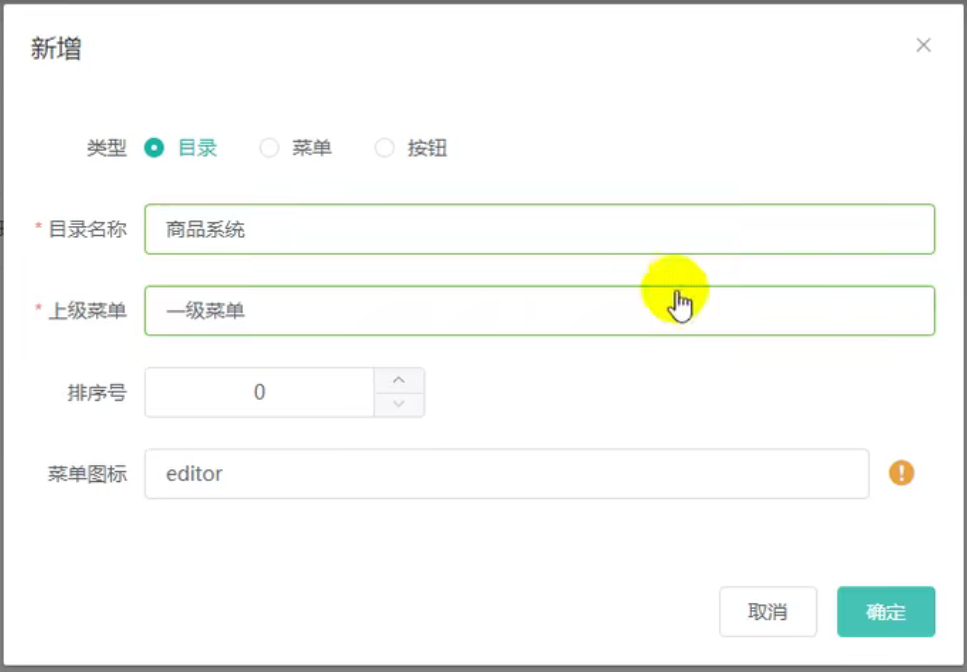 新增
类型 目录 菜单 按钮
* 目录名称 商品系统
* 上级菜单 一级菜单
排序号 0
菜单图标 editor
取消 确定